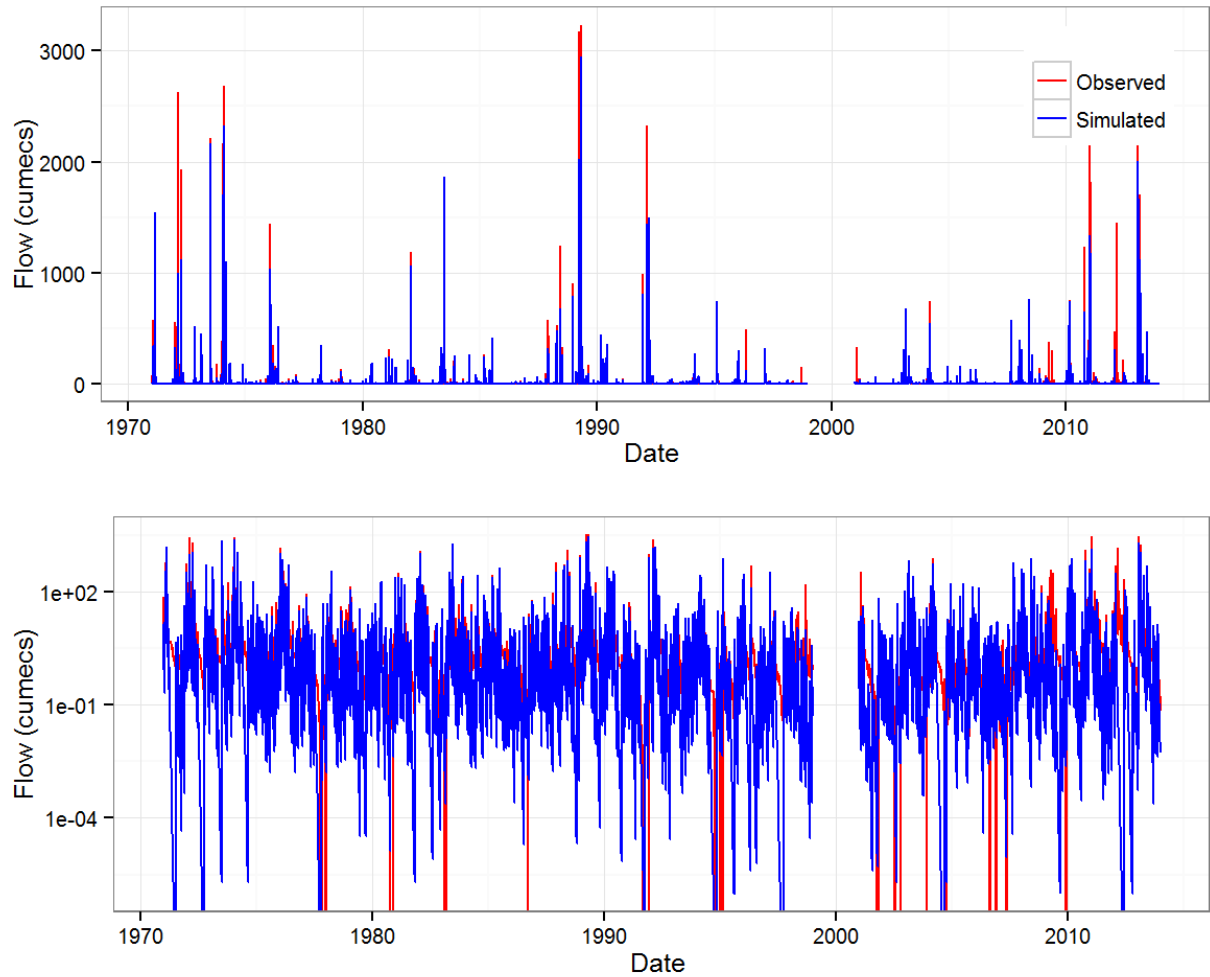 3000
2000
1000
0
Flow (cumecs)
Observed
Simulated
1970 1980 1990 2000 2010
Date
1e+02
1e-01
1e-04
Flow (cumecs)
1970 1980 1990 2000 2010
Date